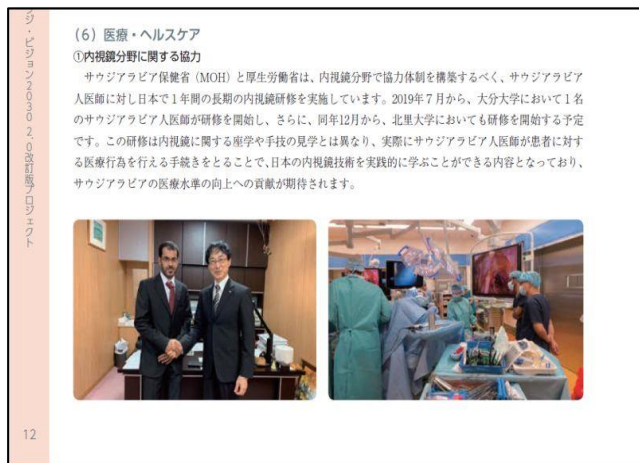 ジ・ビジョン2030 2.0改訂版プロジェクト
(6) 医療・ヘルスケア
①内視鏡分野に関する協力
サウジアラビア保健省(MOH)と厚生労働省は、内視鏡分野で協力体制を構築するべく、サウジアラビア
人医師に対し日本で1年間の長期の内視鏡研修を実施しています。2019年7月から、大分大学において1名
のサウジアラビア人医師が研修を開始し、さらに、同年12月から、北里大学においても研修を開始する予定
です。この研修は内視鏡に関する座学や手技の見学とは異なり、実際にサウジアラビア人医師が患者に対す
る医療行為を行える手続きをとることで、日本の内視鏡技術を実践的に学ぶことができる内容となっており、
サウジアラビアの医療水準の向上への貢献が期待されます。
12